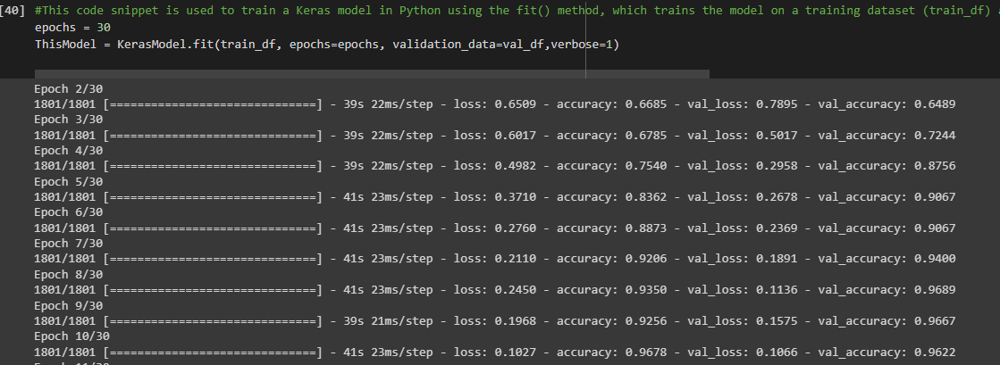 [40] #This code snippet is used to train a Keras model in Python using the fit() method, which trains the model on a training dataset (train_df)
epochs = 30
ThisModel = KerasModel.fit(train_df, epochs=epochs, validation_data=val_df,verbose=1)
Epoch 2/30
1801/1801 [==============================] - 39s 22ms/step - loss: 0.6509 - accuracy: 0.6685 - val_loss: 0.7895 - val_accuracy: 0.6489
Epoch 3/30
1801/1801 [==============================] - 39s 22ms/step - loss: 0.6017 - accuracy: 0.6785 - val_loss: 0.5017 - val_accuracy: 0.7244
Epoch 4/30
1801/1801 [==============================] - 39s 22ms/step - loss: 0.4982 - accuracy: 0.7540 - val_loss: 0.2958 - val_accuracy: 0.8756
Epoch 5/30
1801/1801 [==============================] - 41s 23ms/step - loss: 0.3710 - accuracy: 0.8362 - val_loss: 0.2678 - val_accuracy: 0.9067
Epoch 6/30
1801/1801 [==============================] - 41s 23ms/step - loss: 0.2760 - accuracy: 0.8873 - val_loss: 0.2369 - val_accuracy: 0.9067
Epoch 7/30
1801/1801 [==============================] - 41s 23ms/step - loss: 0.2110 - accuracy: 0.9206 - val_loss: 0.1891 - val_accuracy: 0.9400
Epoch 8/30
1801/1801 [==============================] - 41s 23ms/step - loss: 0.2450 - accuracy: 0.9350 - val_loss: 0.1136 - val_accuracy: 0.9689
Epoch 9/30
1801/1801 [==============================] - 39s 21ms/step - loss: 0.1968 - accuracy: 0.9256 - val_loss: 0.1575 - val_accuracy: 0.9667
Epoch 10/30
1801/1801 [==============================] - 41s 23ms/step - loss: 0.1027 - accuracy: 0.9678 - val_loss: 0.1066 - val_accuracy: 0.9622